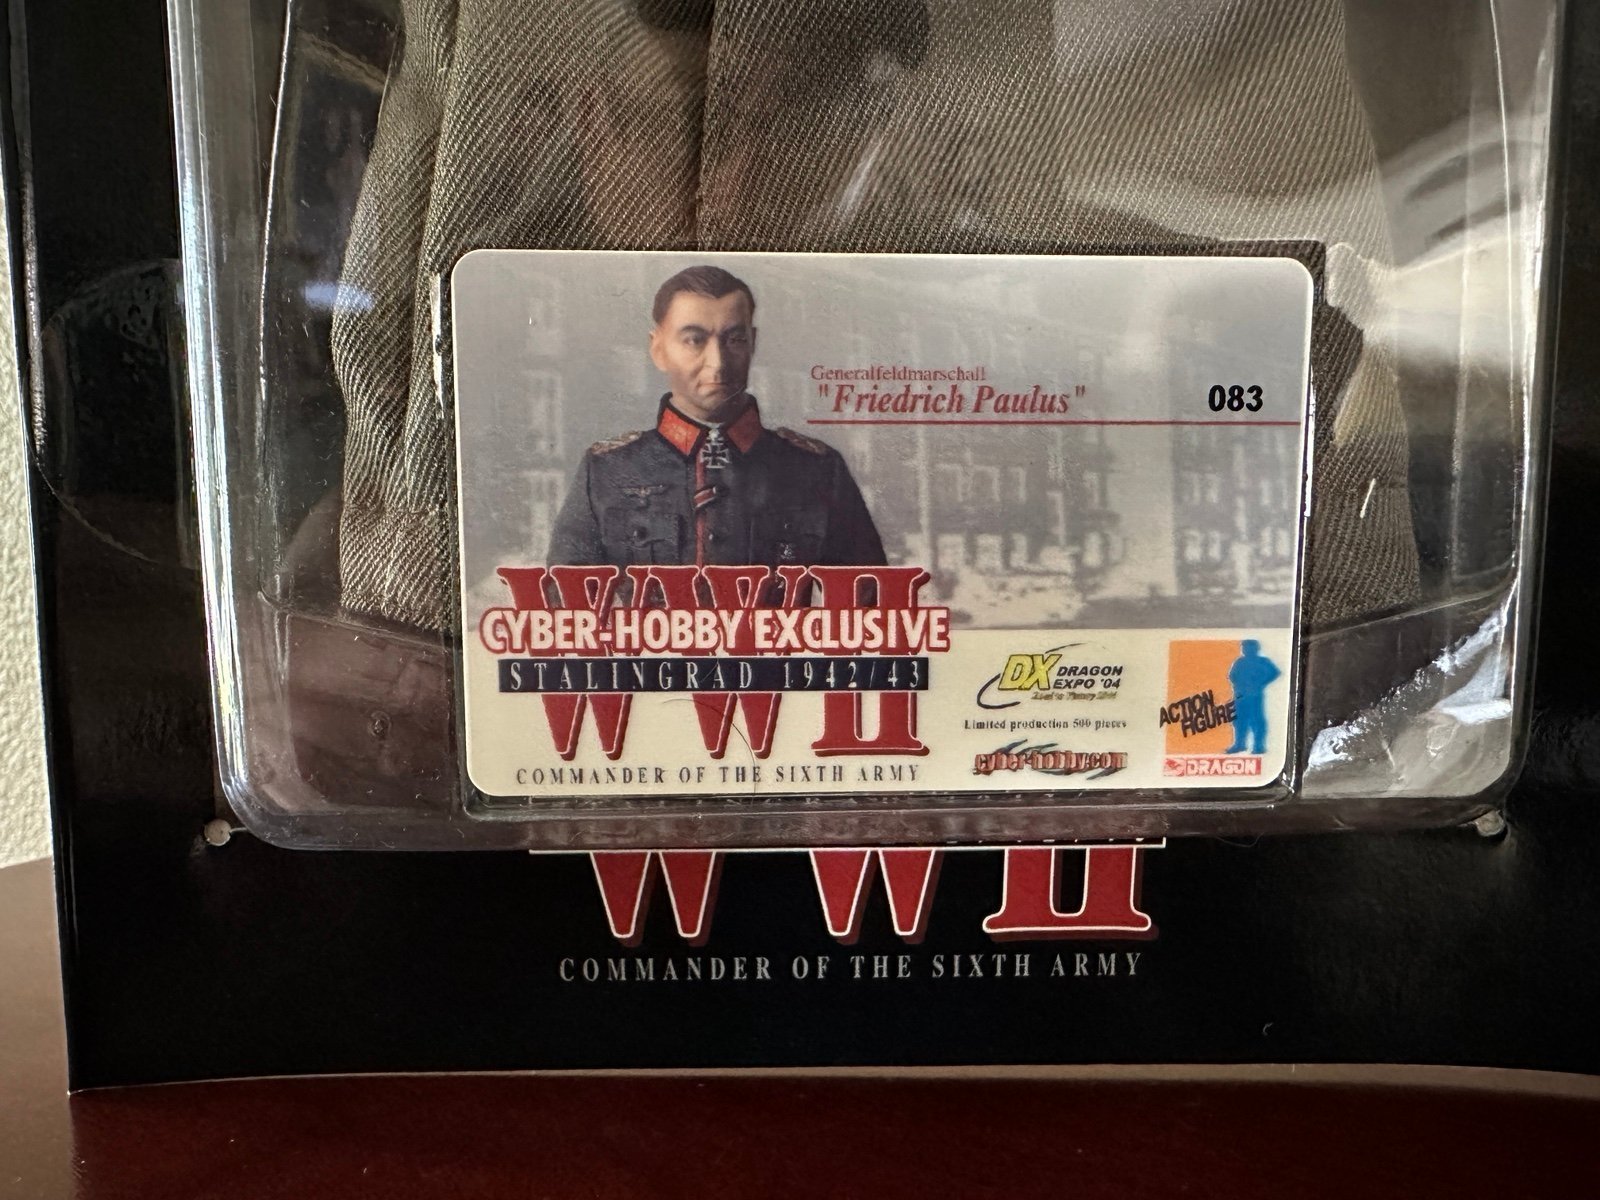 Generalfeldmarschall
"Friedrich Paulus"
083
WWII
CYBER-HOBBY EXCLUSIVE
STALINGRAD 1942/43
COMMANDER OF THE SIXTH ARMY
DX DRAGON
EXPO '04
Limited production 500 pieces
cyber-hobby.com
ACTION
FIGURE
DRAGON
WWII
COMMANDER OF THE SIXTH ARMY